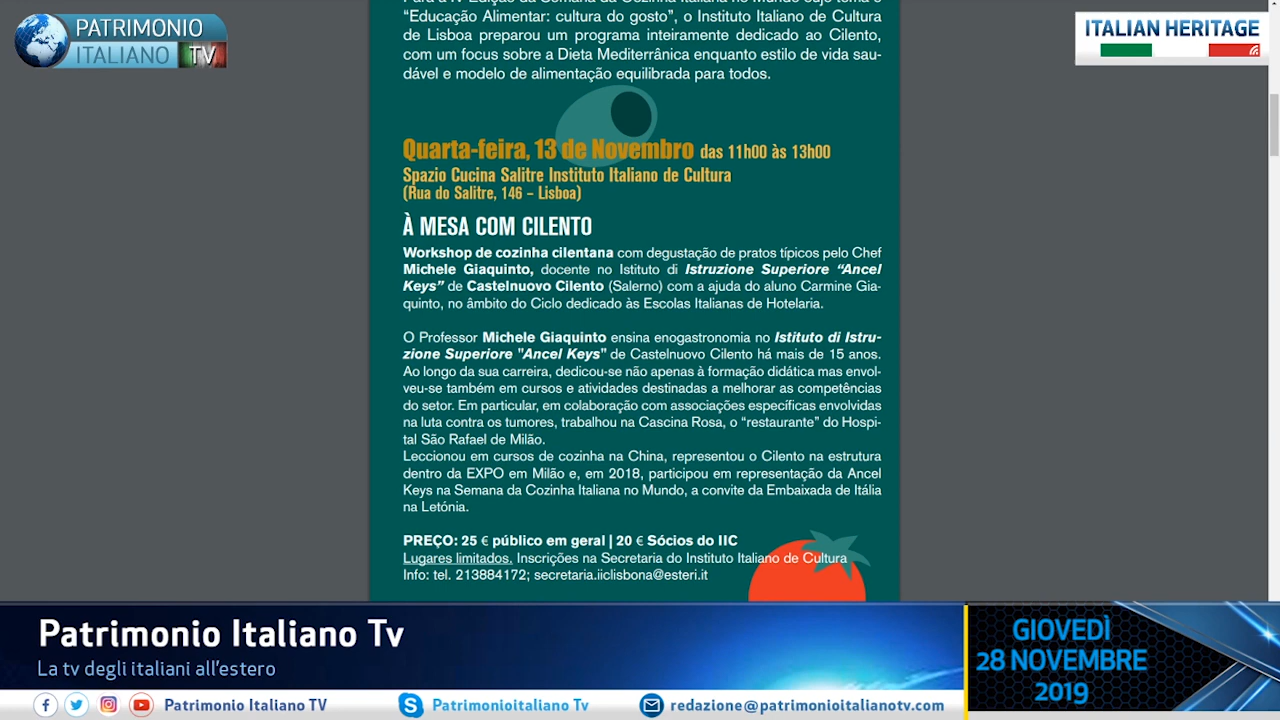 PATRIMONIO
ITALIANO TV
ITALIAN HERITAGE
“Educação Alimentar: cultura do gosto”, o Instituto Italiano de Cultura
de Lisboa preparou um programa inteiramente dedicado ao Cilento,
com um focus sobre a Dieta Mediterrânica enquanto estilo de vida sau-
dável e modelo de alimentação equilibrada para todos.
Quarta-feira, 13 de Novembro das 11h00 às 13h00
Spazio Cucina Salitre Instituto Italiano de Cultura
(Rua do Salitre, 146 – Lisboa)
À MESA COM CILENTO
Workshop de cozinha cilentana com degustação de pratos típicos pelo Chef
Michele Giaquinto, docente no Istituto di Istruzione Superiore “Ancel
Keys” de Castelnuovo Cilento (Salerno) com a ajuda do aluno Carmine Gia-
quinto, no âmbito do Ciclo dedicado às Escolas Italianas de Hotelaria.
O Professor Michele Giaquinto ensina enogastronomia no Istituto di Istru-
zione Superiore "Ancel Keys" de Castelnuovo Cilento há mais de 15 anos.
Ao longo da sua carreira, dedicou-se não apenas à formação didática mas envol-
veu-se também em cursos e atividades destinadas a melhorar as competências
do setor. Em particular, em colaboração com associações específicas envolvidas
na luta contra os tumores, trabalhou na Cascina Rosa, o “restaurante” do Hospi-
tal São Rafael de Milão.
Leccionou em cursos de cozinha na China, representou o Cilento na estrutura
dentro da EXPO em Milão e, em 2018, participou em representação da Ancel
Keys na Semana da Cozinha Italiana no Mundo, a convite da Embaixada de Itália
na Letónia.
PREÇO: 25 € público em geral | 20 € Sócios do IIC
Lugares limitados. Inscrições na Secretaria do Instituto Italiano de Cultura
Info: tel. 213884172; secretaria.iiclisbona@esteri.it
Patrimonio Italiano Tv
La tv degli italiani all'estero
GIOVEDÌ
28 NOVEMBRE
2019
Patrimonio Italiano TV
Patrimonioitaliano Tv
redazione@patrimonioitalianotv.com